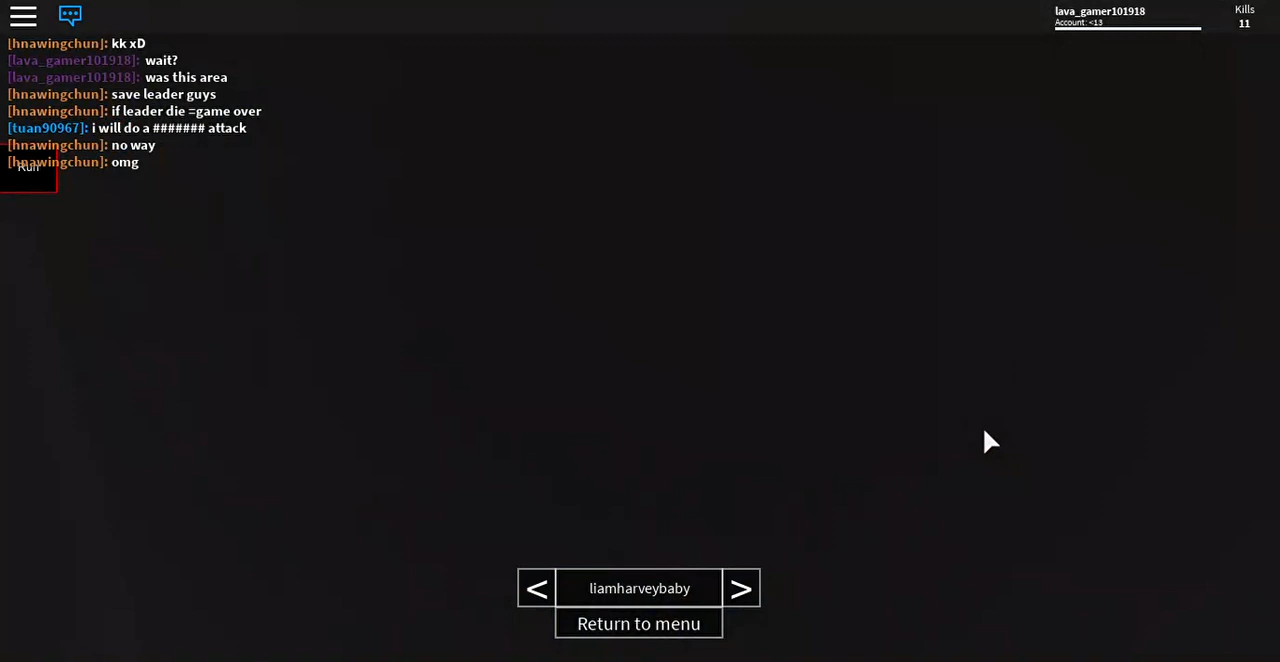 lava_gamer101918
Account: <13
Kills
11
[hnawingchun]: kk xD
[lava_gamer101918]: wait?
[lava_gamer101918]: was this area
[hnawingchun]: save leader guys
[hnawingchun]: if leader die =game over
[tuan90967]: i will do a ####### attack
[hnawingchun]: no way
[hnawingchun]: omg
Run
< liamharveybaby >
Return to menu